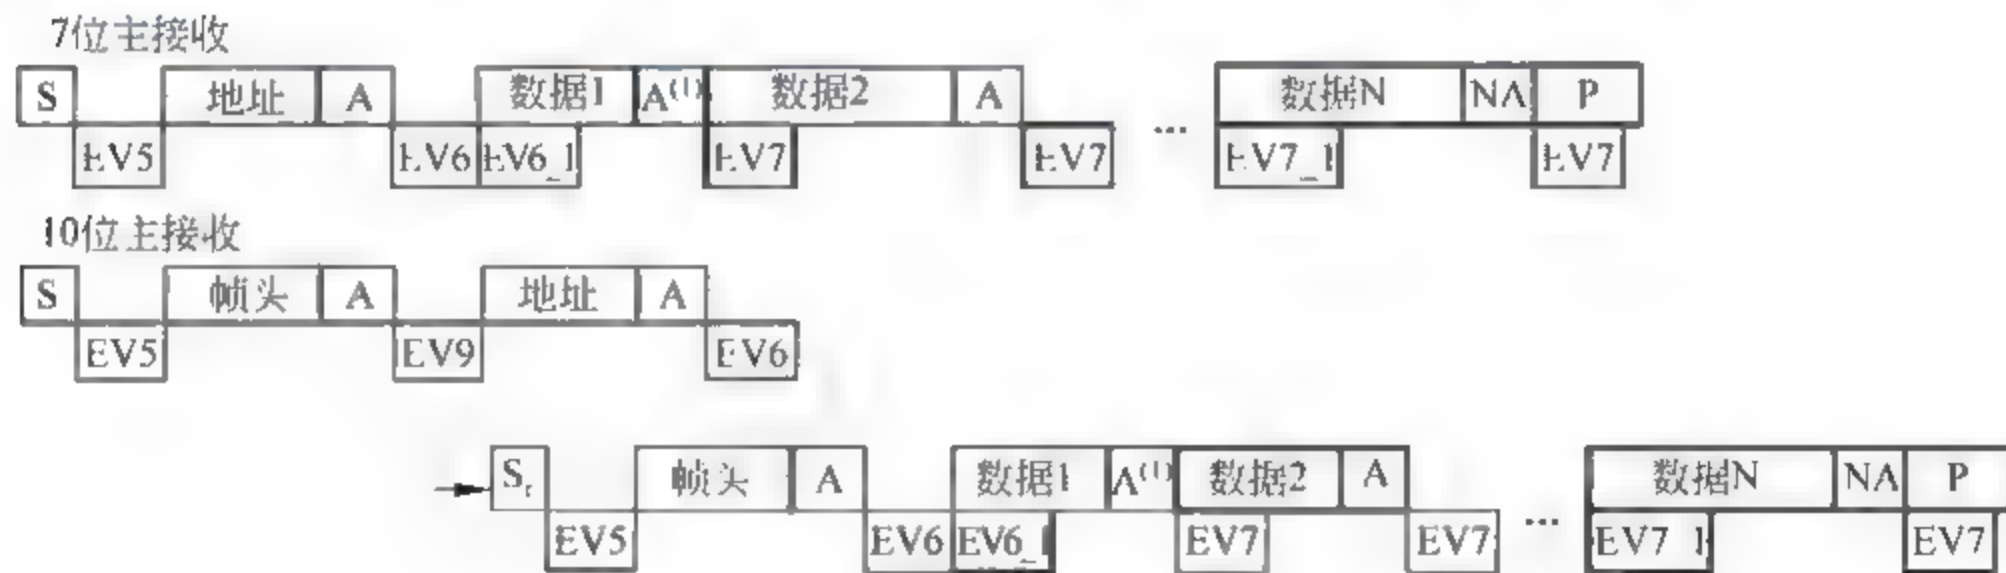 7位主接收
S 地址 A 数据1 A(1) 数据2 A ... 数据N NA P
EV5 EV6 EV6_1 EV7 EV7 EV7_1 EV7
10位主接收
S 帧头 A 地址 A
EV5 EV9 EV6
Sr 帧头 A 数据1 A(1) 数据2 A ... 数据N NA P
EV5 EV6 EV6_1 EV7 EV7 EV7_1 EV7